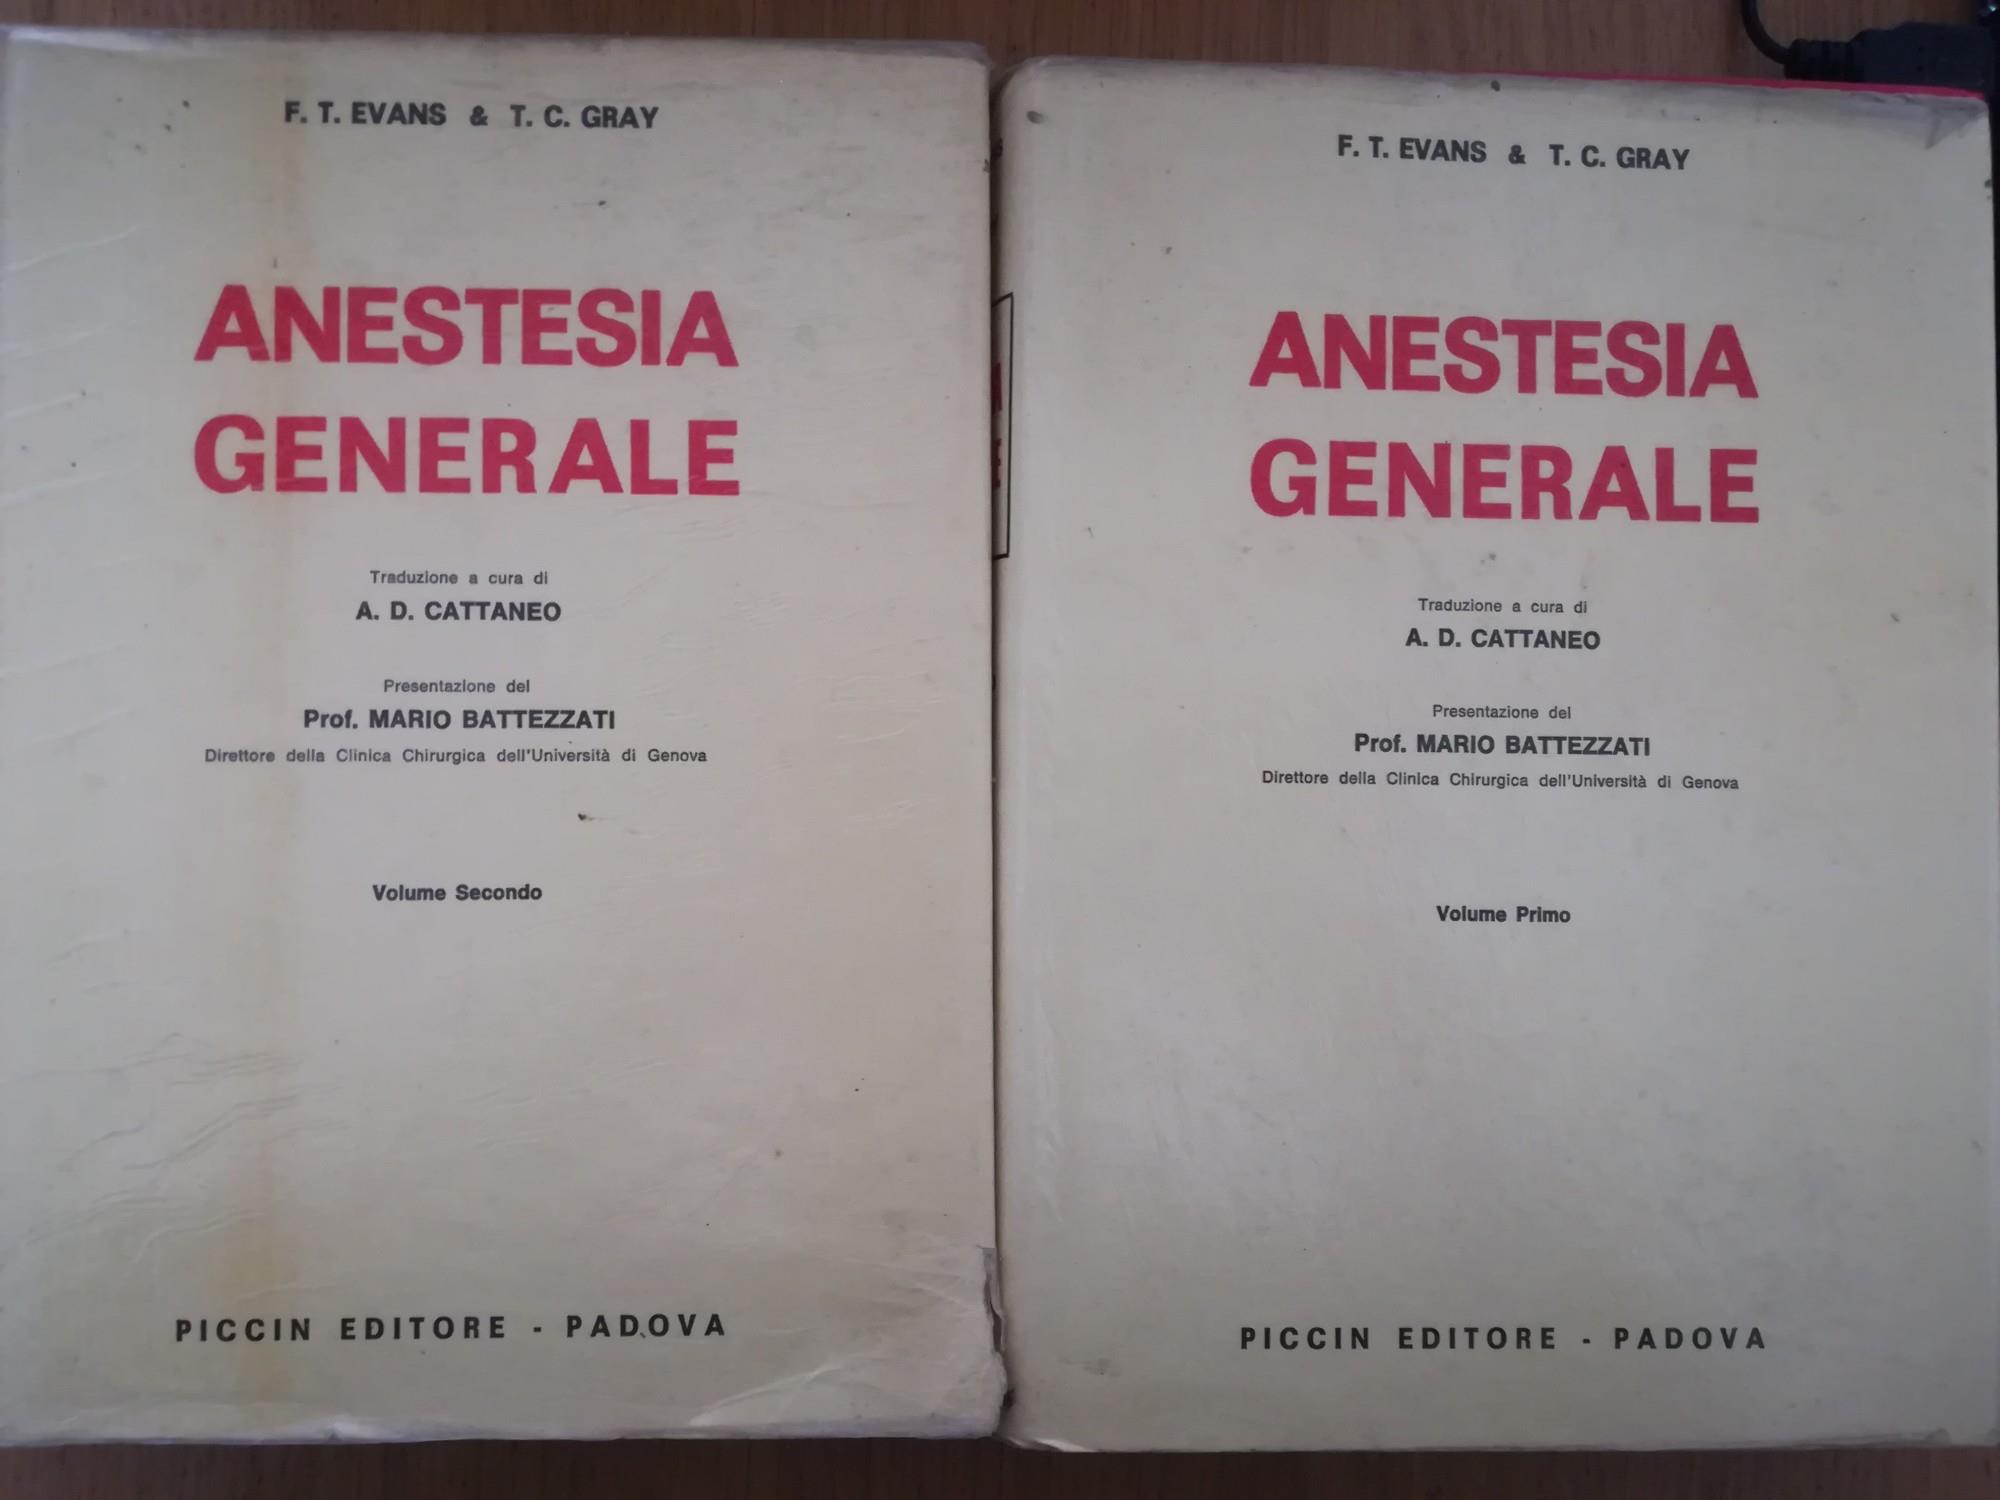 F. T. EVANS & T. C. GRAY
ANESTESIA
GENERALE
Traduzione a cura di
A. D. CATTANEO
Presentazione del
Prof. MARIO BATTEZZATI
Direttore della Clinica Chirurgica dell'Università di Genova
Volume Secondo
PICCIN EDITORE - PADOVA
F. T. EVANS & T. C. GRAY
ANESTESIA
GENERALE
Traduzione a cura di
A. D. CATTANEO
Presentazione del
Prof. MARIO BATTEZZATI
Direttore della Clinica Chirurgica dell'Università di Genova
Volume Primo
PICCIN EDITORE - PADOVA